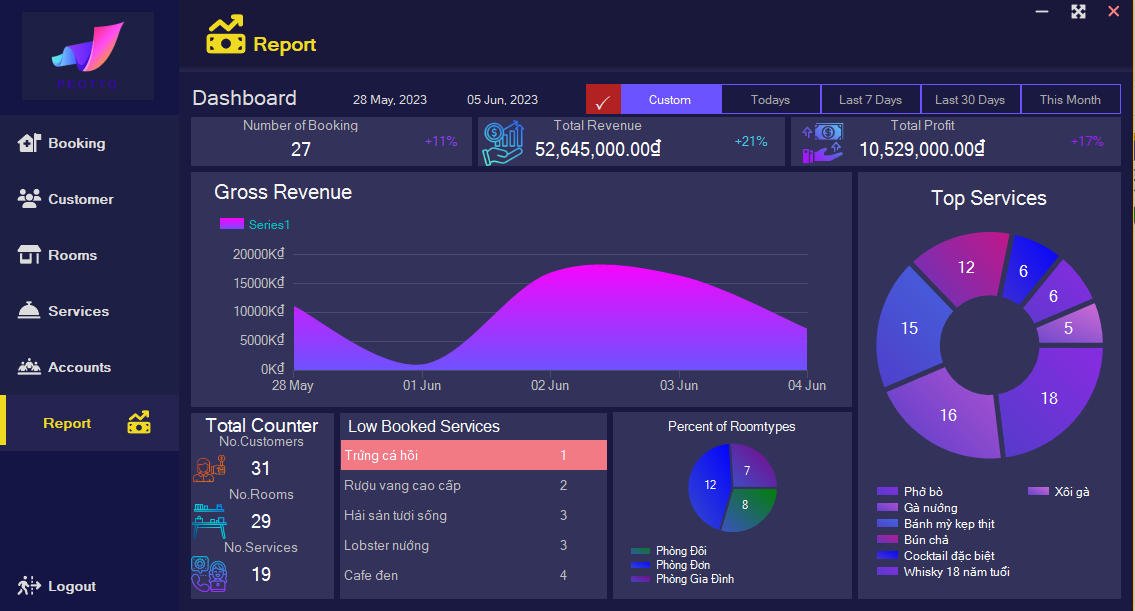 Report
Dashboard
28 May, 2023
05 Jun, 2023
Custom
Todays
Last 7 Days
Last 30 Days
This Month
Booking
Customer
Rooms
Services
Accounts
Report
Logout
Number of Booking
27
+11%
Total Revenue
52,645,000.00₫
+21%
Total Profit
10,529,000.00₫
+17%
Gross Revenue
Series1
20000K₫
15000K₫
10000K₫
5000K₫
0K₫
28 May
01 Jun
02 Jun
03 Jun
04 Jun
Top Services
12
6
6
5
15
18
16
Phở bò
Xôi gà
Gà nướng
Bánh mỳ kẹp thịt
Bún chả
Cocktail đặc biệt
Whisky 18 năm tuổi
Total Counter
No.Customers
31
No.Rooms
29
No.Services
19
Low Booked Services
Trứng cá hồi 1
Rượu vang cao cấp 2
Hải sản tươi sống 3
Lobster nướng 3
Cafe đen 4
Percent of Roomtypes
12
7
8
Phòng Đôi
Phòng Đơn
Phòng Gia Đình